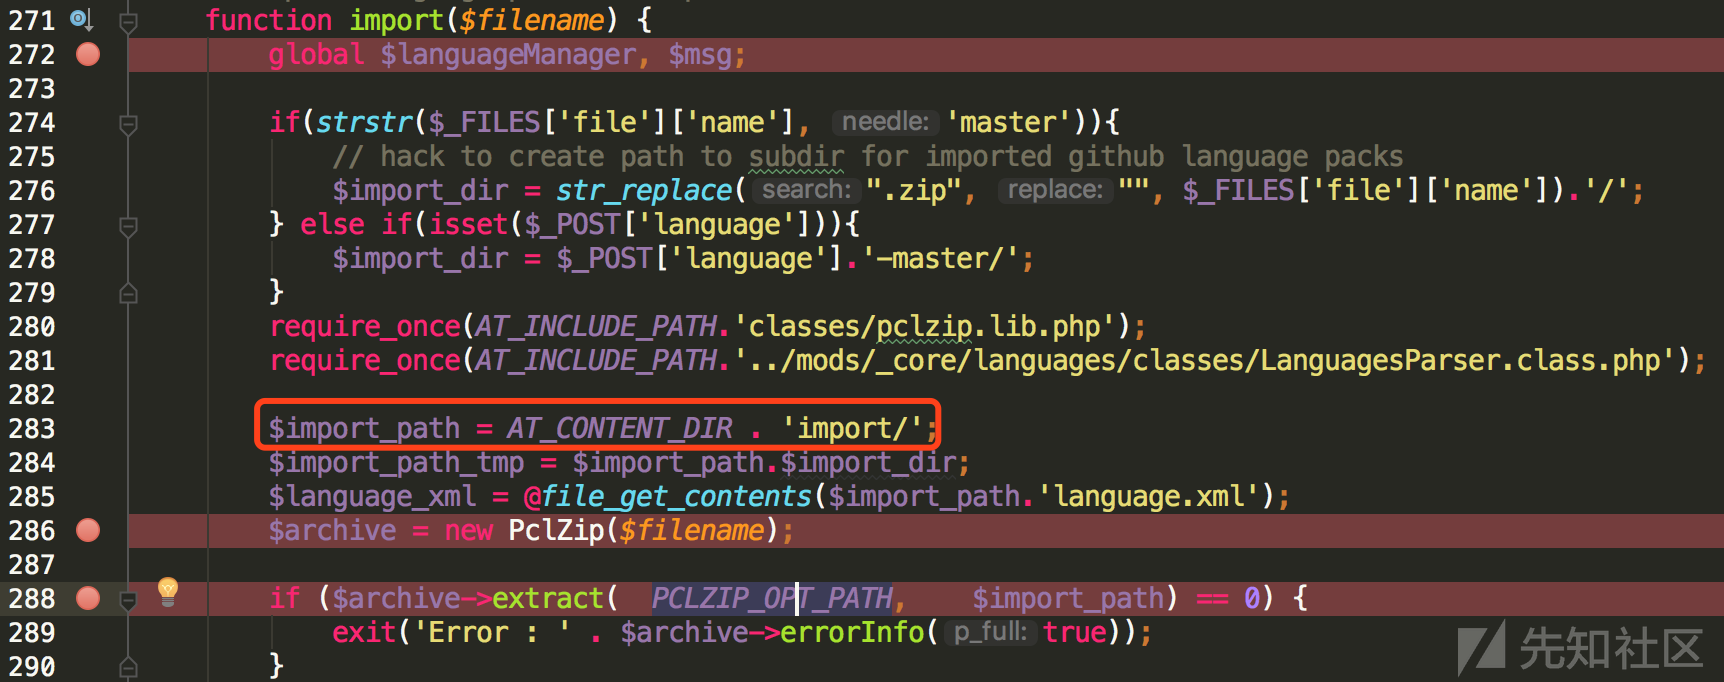 271 function import($filename) {
272 global $languageManager, $msg;
273
274 if(strstr($_FILES['file']['name'], needle: 'master')){
275 // hack to create path to subdir for imported github language packs
276 $import_dir = str_replace( search: ".zip", replace: "", $_FILES['file']['name']).'/';
277 } else if(isset($_POST['language'])){
278 $import_dir = $_POST['language'].'-master/';
279 }
280 require_once(AT_INCLUDE_PATH.'classes/pclzip.lib.php');
281 require_once(AT_INCLUDE_PATH.'../mods/_core/languages/classes/LanguagesParser.class.php');
282
283 $import_path = AT_CONTENT_DIR . 'import/';
284 $import_path_tmp = $import_path.$import_dir;
285 $language_xml = @file_get_contents($import_path.'language.xml');
286 $archive = new PclZip($filename);
287
288 if ($archive->extract( PCLZIP_OPT_PATH, $import_path) == 0) {
289 exit('Error : ' . $archive->errorInfo( p_full: true));
290 }
先知社区